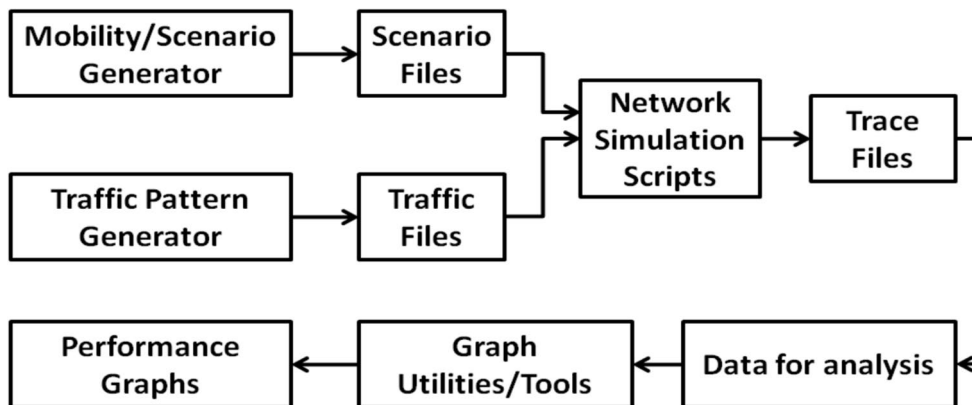 Mobility/Scenario
Generator
Scenario
Files
Network
Simulation
Scripts
Trace
Files
Traffic Pattern
Generator
Traffic
Files
Performance
Graphs
Graph
Utilities/Tools
Data for analysis